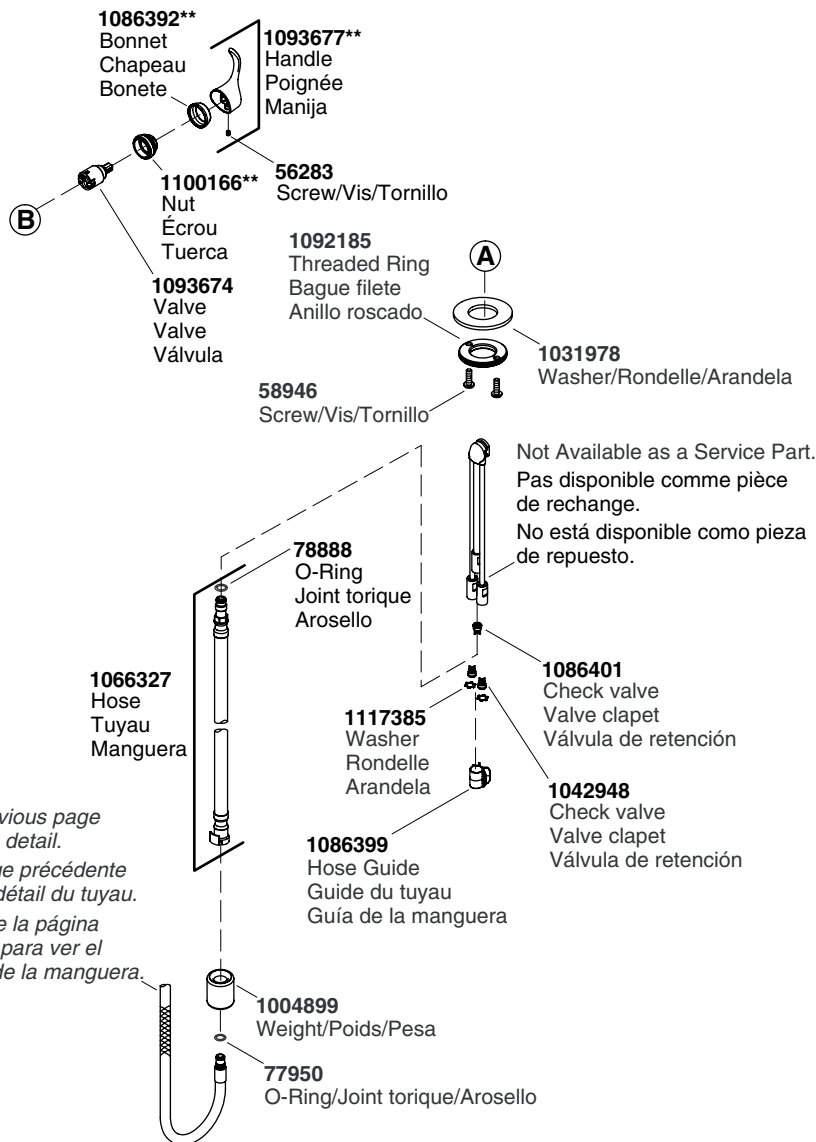 1086392**
Bonnet
Chapeau
Bonete
1093677**
Handle
Poignée
Manija
56283
Screw/Vis/Tornillo
1100166**
Nut
Écrou
Tuerca
B
1093674
Valve
Valve
Válvula
1092185
Threaded Ring
Bague filete
Anillo roscado
A
1031978
Washer/Rondelle/Arandela
58946
Screw/Vis/Tornillo
Not Available as a Service Part.
Pas disponible comme pièce
de rechange.
No está disponible como pieza
de repuesto.
78888
O-Ring
Joint torique
Arosello
1066327
Hose
Tuyau
Manguera
1086401
Check valve
Valve clapet
Válvula de retención
1117385
Washer
Rondelle
Arandela
1042948
Check valve
Valve clapet
Válvula de retención
1086399
Hose Guide
Guide du tuyau
Guía de la manguera
vious page
detail.
ge précédente
détail du tuyau.
e la página
para ver el
de la manguera.
1004899
Weight/Poids/Pesa
77950
O-Ring/Joint torique/Arosello